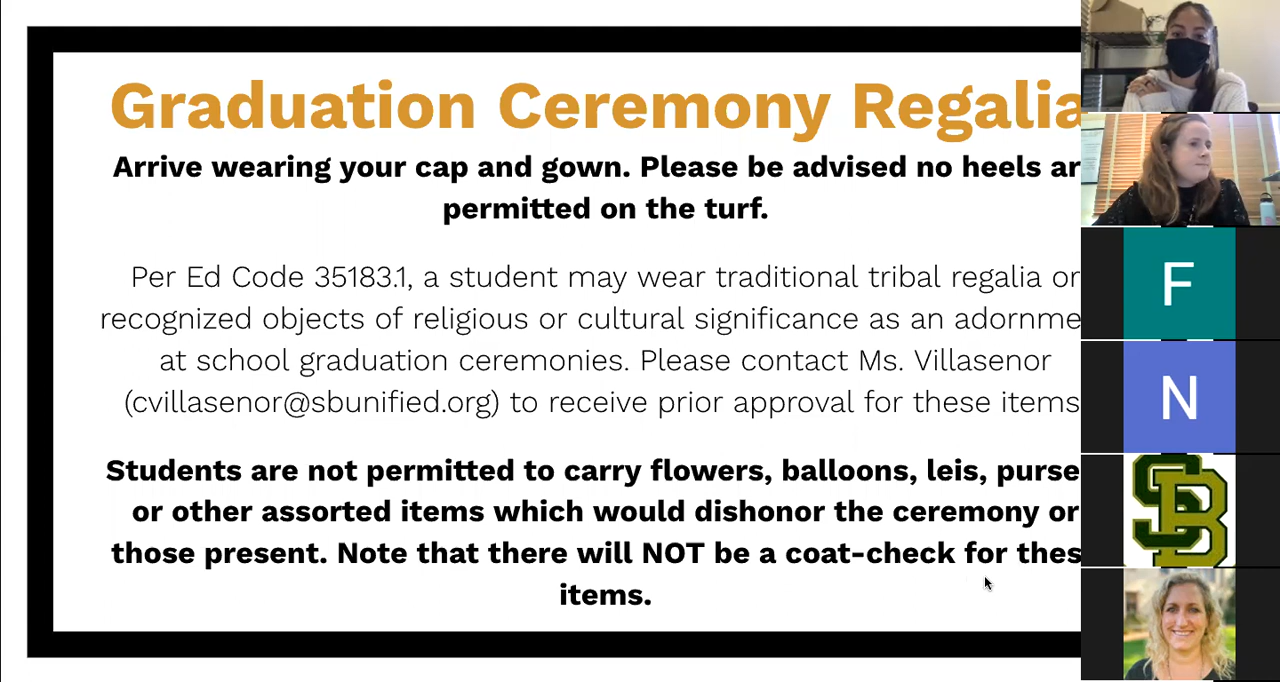 Graduation Ceremony Regalia
Arrive wearing your cap and gown. Please be advised no heels ar
permitted on the turf.
Per Ed Code 35183.1, a student may wear traditional tribal regalia or
recognized objects of religious or cultural significance as an adornme
at school graduation ceremonies. Please contact Ms. Villasenor
(cvillasenor@sbunified.org) to receive prior approval for these items
Students are not permitted to carry flowers, balloons, leis, purse
or other assorted items which would dishonor the ceremony or
those present. Note that there will NOT be a coat-check for thes
items.
F
N
SB